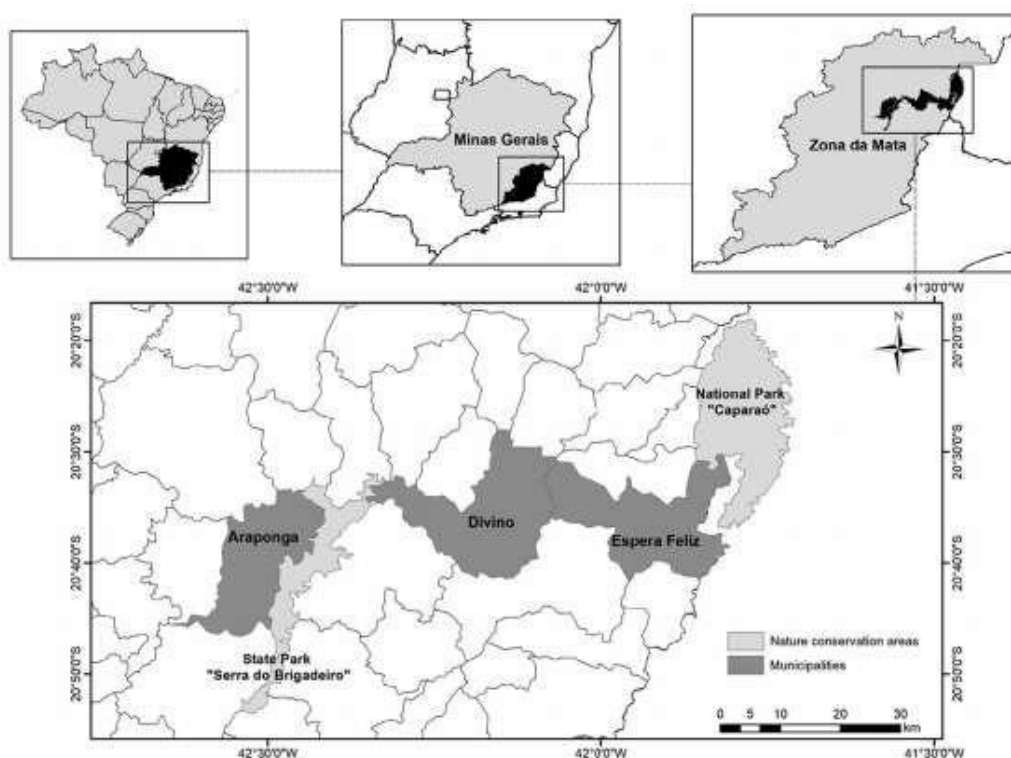 Minas Gerais
Zona da Mata
42°30'0"W
42°0'0"W
41°30'0"W
N
20°20'0"S
20°20'0"S
National Park
"Caparaó"
20°30'0"S
20°30'0"S
Araponga
Divino
Espera Feliz
20°40'0"S
20°40'0"S
Nature conservation areas
Municipalities
State Park
"Serra do Brigadeiro"
20°50'0"S
20°50'0"S
0 5 10 20 30
km
42°30'0"W
42°0'0"W
41°30'0"W